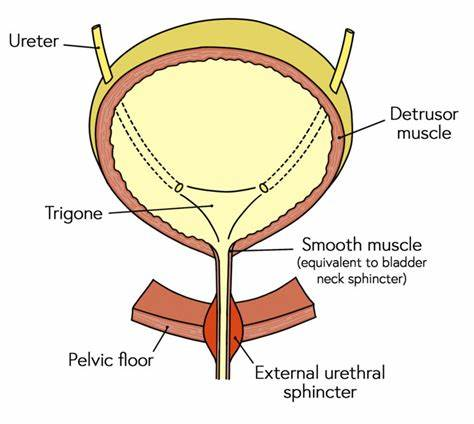 Ureter
Detrusor
muscle
Trigone
Smooth muscle
(equivalent to bladder
neck sphincter)
Pelvic floor
External urethral
sphincter